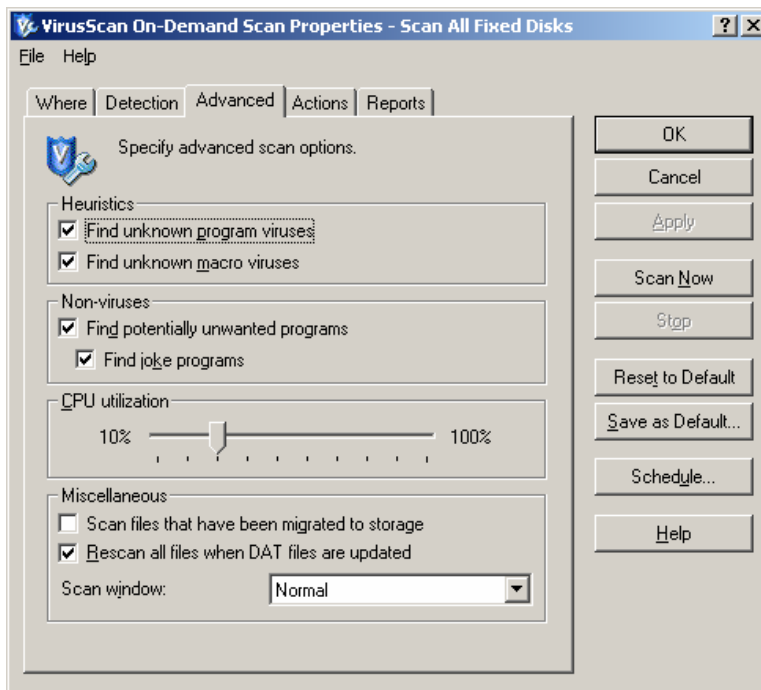 VirusScan On-Demand Scan Properties - Scan All Fixed Disks
File Help
Where Detection Advanced Actions Reports
Specify advanced scan options.
Heuristics
Find unknown program viruses
Find unknown macro viruses
Non-viruses
Find potentially unwanted programs
Find joke programs
CPU utilization
10% 100%
Miscellaneous
Scan files that have been migrated to storage
Rescan all files when DAT files are updated
Scan window: Normal
OK
Cancel
Apply
Scan Now
Stop
Reset to Default
Save as Default...
Schedule...
Help